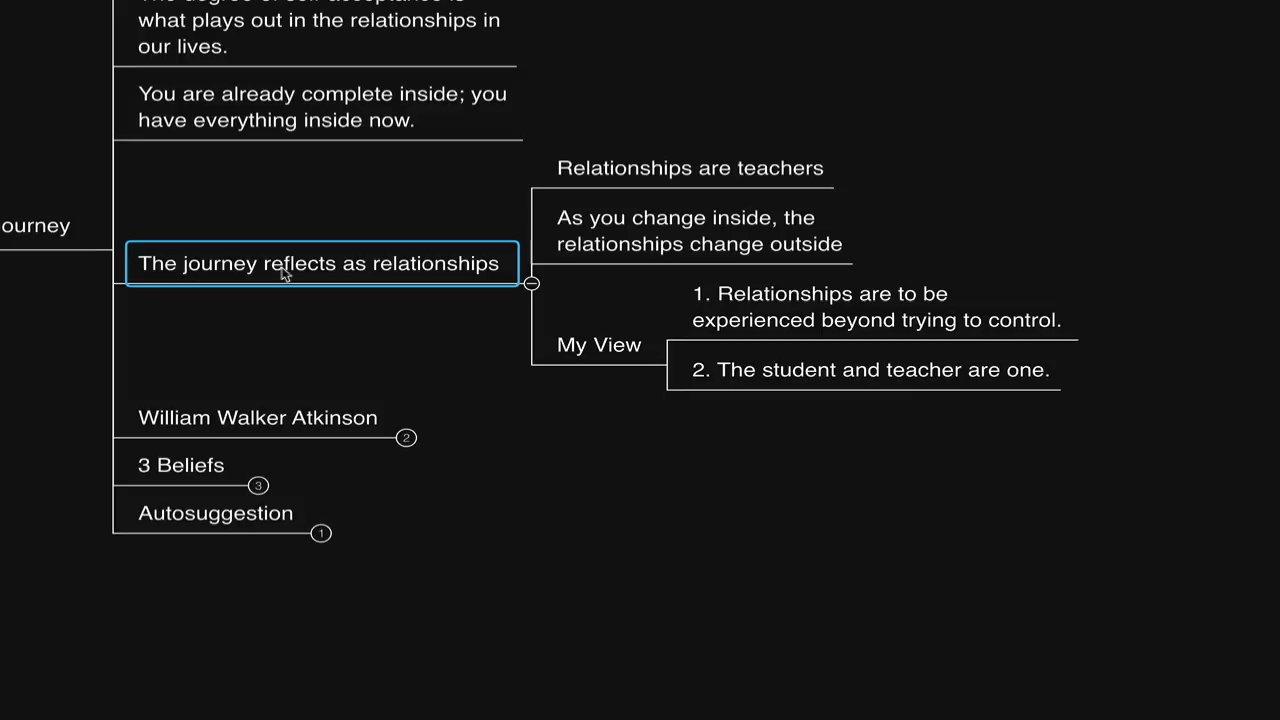 what plays out in the relationships in
our lives.
You are already complete inside; you
have everything inside now.
ourney
The journey reflects as relationships
Relationships are teachers
As you change inside, the
relationships change outside
My View
1. Relationships are to be
experienced beyond trying to control.
2. The student and teacher are one.
William Walker Atkinson
2
3 Beliefs
3
Autosuggestion
1